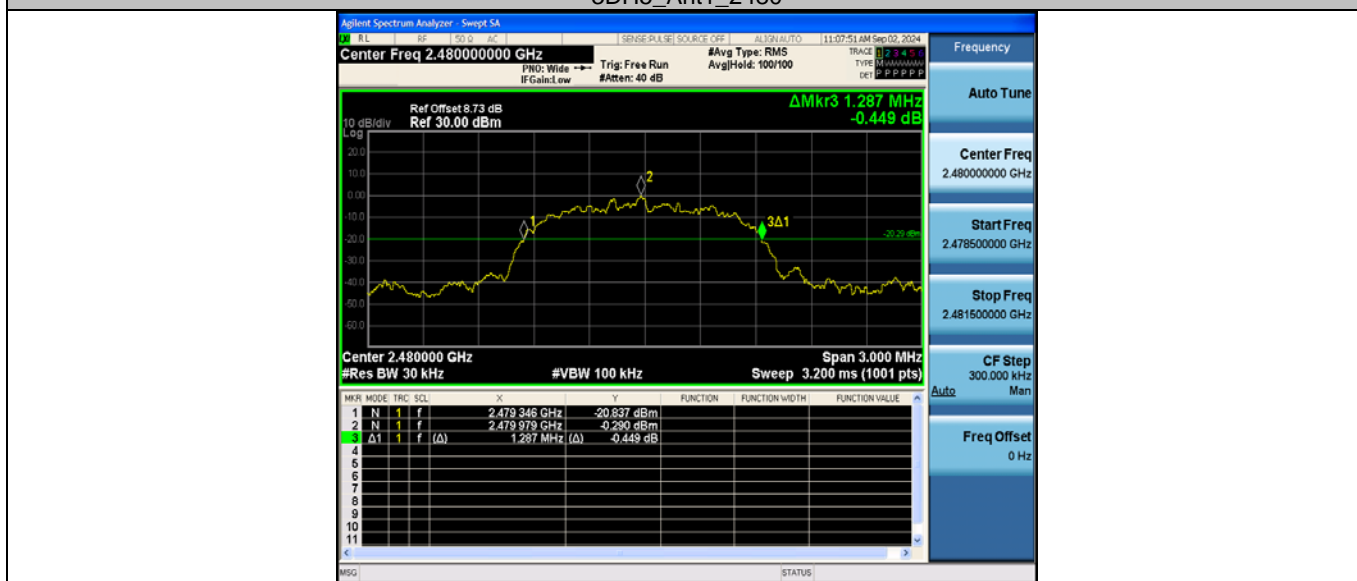 3DH5_Ant1_2480
Agilent Spectrum Analyzer - Swept SA
RL RF 50 Ω AC SENSE:PULSE SOURCE OFF ALIGNAUTO 11:07:51 AM Sep 02, 2024
Center Freq 2.480000000 GHz
PNO: Wide
IFGain:Low
Trig: Free Run
#Atten: 40 dB
#Avg Type: RMS
Avg|Hold: 100/100
TRACE 1 2 3 4 5 6
TYPE M
DET P P P P P P
Frequency
Auto Tune
Center Freq
2.480000000 GHz
Start Freq
2.478500000 GHz
Stop Freq
2.481500000 GHz
CF Step
300.000 kHz
Auto Man
Freq Offset
0 Hz
ΔMkr3 1.287 MHz
-0.449 dB
Ref Offset 8.73 dB
10 dB/div Ref 30.00 dBm
Log
20.0
10.0
0.00
-10.0
-20.0
-30.0
-40.0
-50.0
-60.0
1
2
3Δ1
-20.29 dBm
Center 2.480000 GHz Span 3.000 MHz
#Res BW 30 kHz #VBW 100 kHz Sweep 3.200 ms (1001 pts)
MKR MODE TRC SCL X Y FUNCTION FUNCTION WIDTH FUNCTION VALUE
1 N 1 f 2.479 346 GHz -20.837 dBm
2 N 1 f 2.479 979 GHz -0.290 dBm
3 Δ1 1 f (Δ) 1.287 MHz (Δ) -0.449 dB
4
5
6
7
8
9
10
11
MSG STATUS